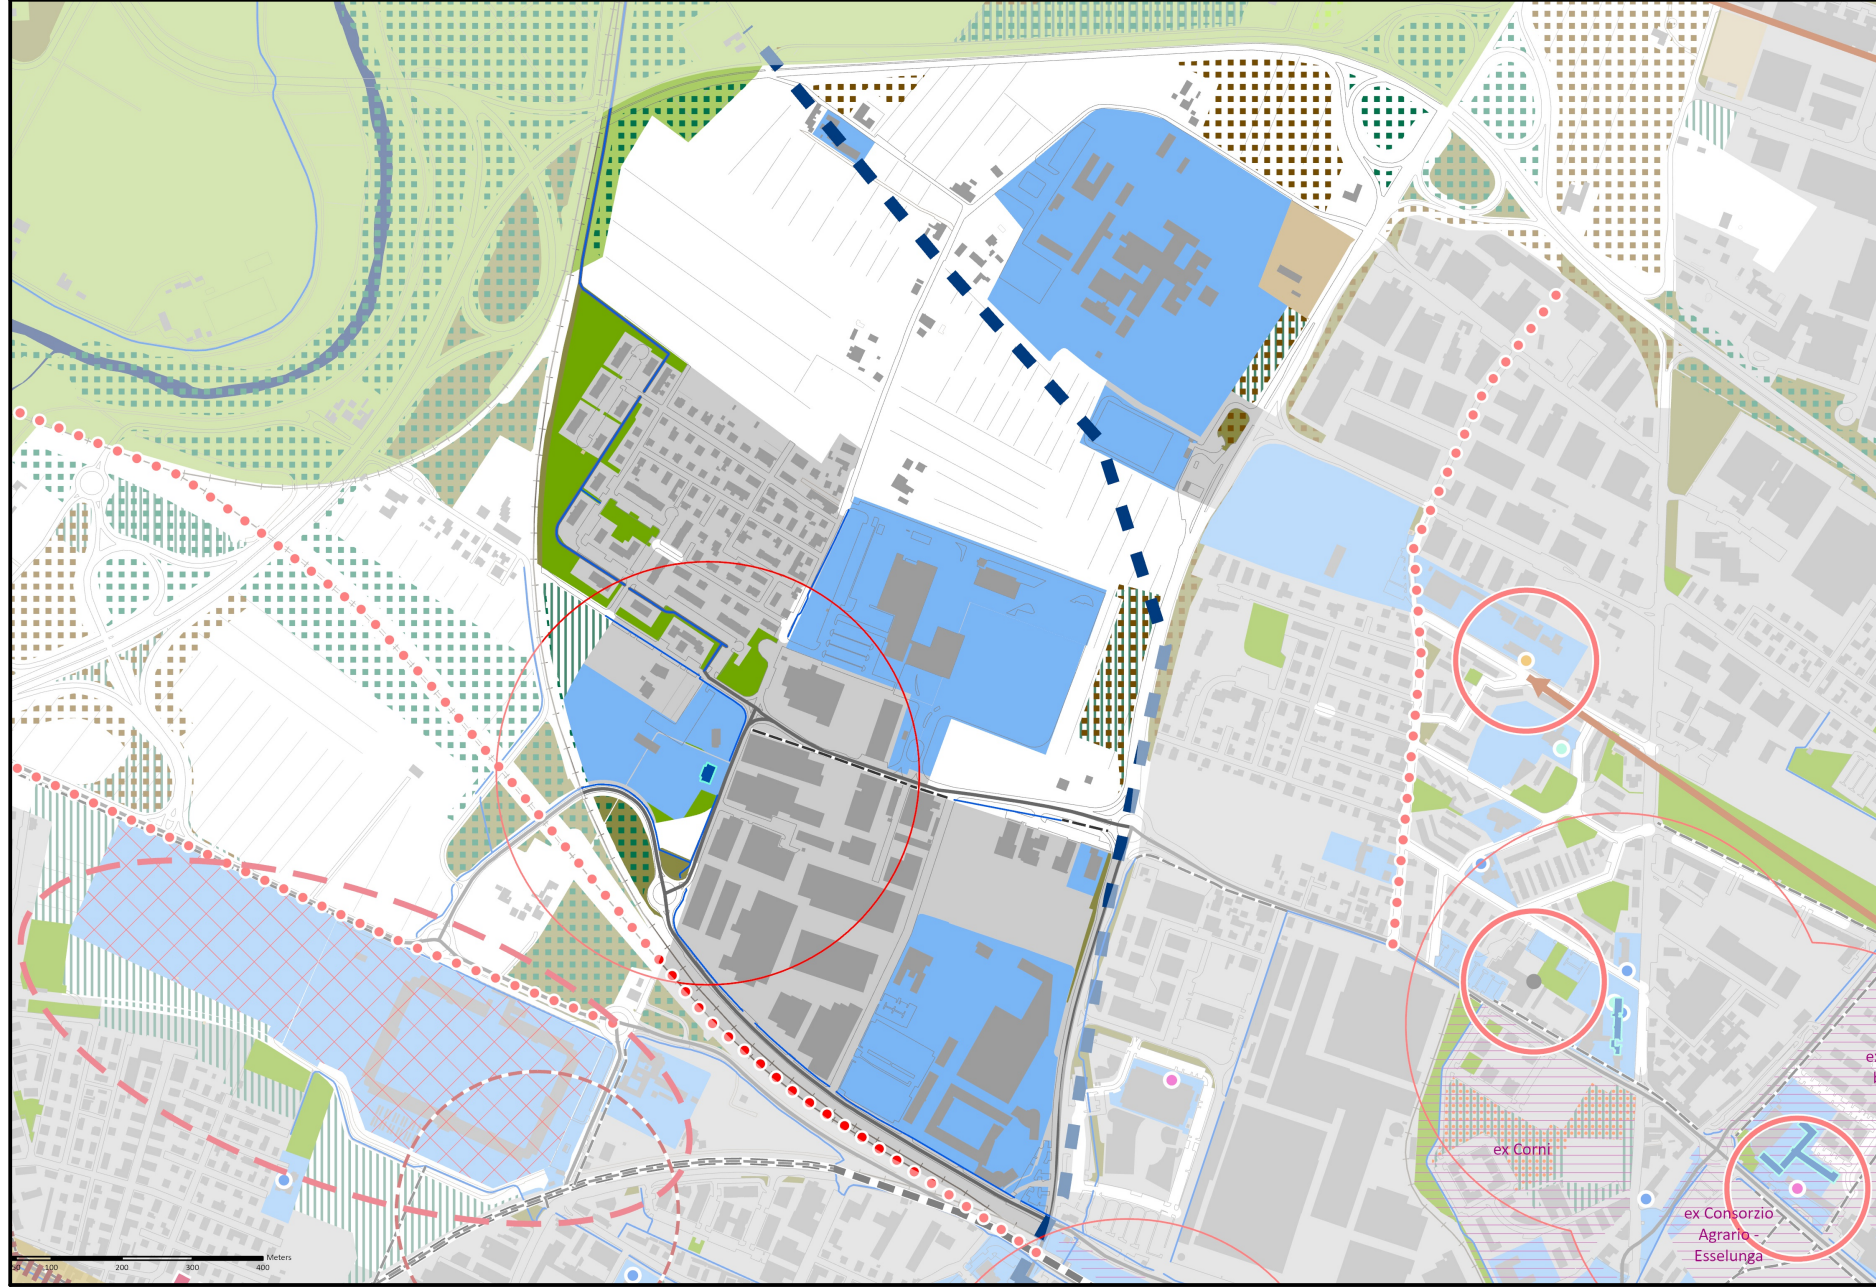 ex Corni
ex Consorzio
Agrario -
Esselunga
Meters
100
200
300
400